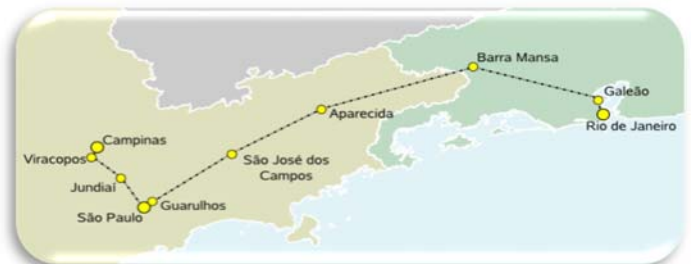 Barra Mansa
Galeão
Aparecida
Rio de Janeiro
Campinas
Viracopos
São José dos
Campos
Jundiaí
Guarulhos
São Paulo